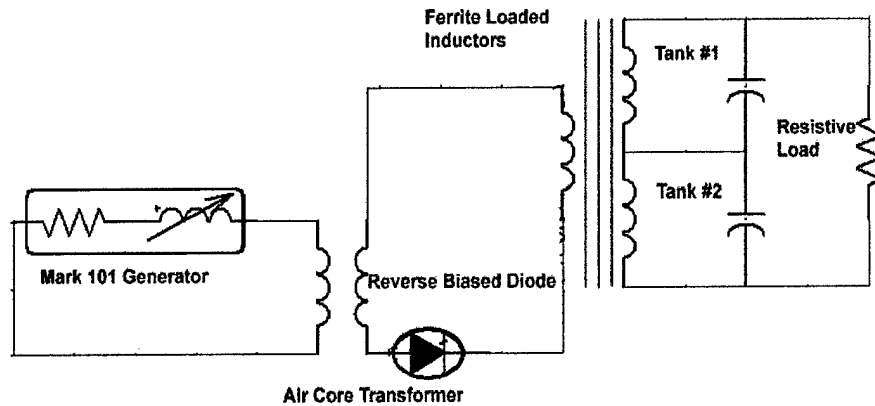 Ferrite Loaded
Inductors
Tank #1
Resistive
Load
Tank #2
Mark 101 Generator
Reverse Biased Diode
Air Core Transformer